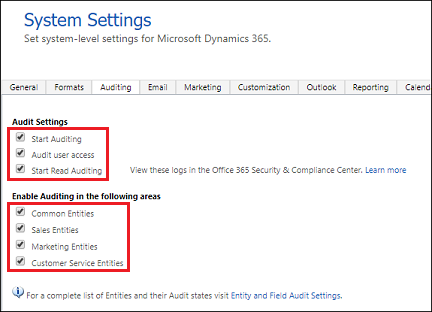 System Settings
Set system-level settings for Microsoft Dynamics 365.
General Formats Auditing Email Marketing Customization Outlook Reporting Calend
Audit Settings
Start Auditing
Audit user access
Start Read Auditing View these logs in the Office 365 Security & Compliance Center. Learn more
Enable Auditing in the following areas
Common Entities
Sales Entities
Marketing Entities
Customer Service Entities
For a complete list of Entities and their Audit states visit Entity and Field Audit Settings.